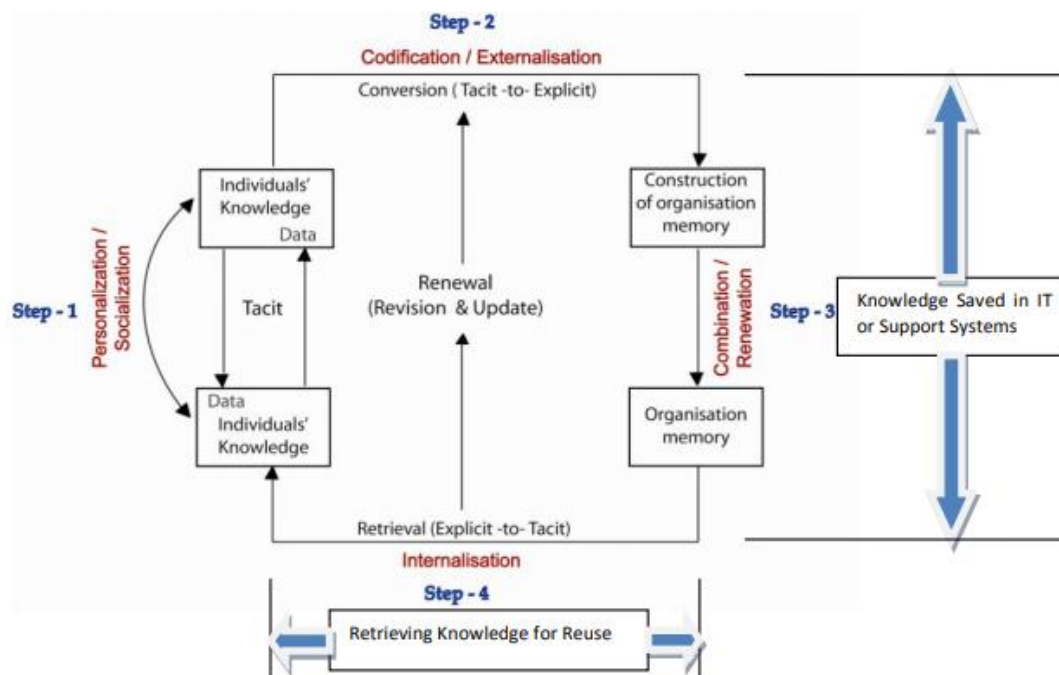 Step - 2
Codification / Externalisation
Conversion ( Tacit -to- Explicit)
Individuals'
Knowledge
Data
Construction
of organisation
memory
Step - 1
Personalization /
Socialization
Tacit
Renewal
(Revision & Update)
Combination /
Renewation
Step - 3
Knowledge Saved in IT
or Support Systems
Data
Individuals'
Knowledge
Organisation
memory
Retrieval (Explicit -to- Tacit)
Internalisation
Step - 4
Retrieving Knowledge for Reuse